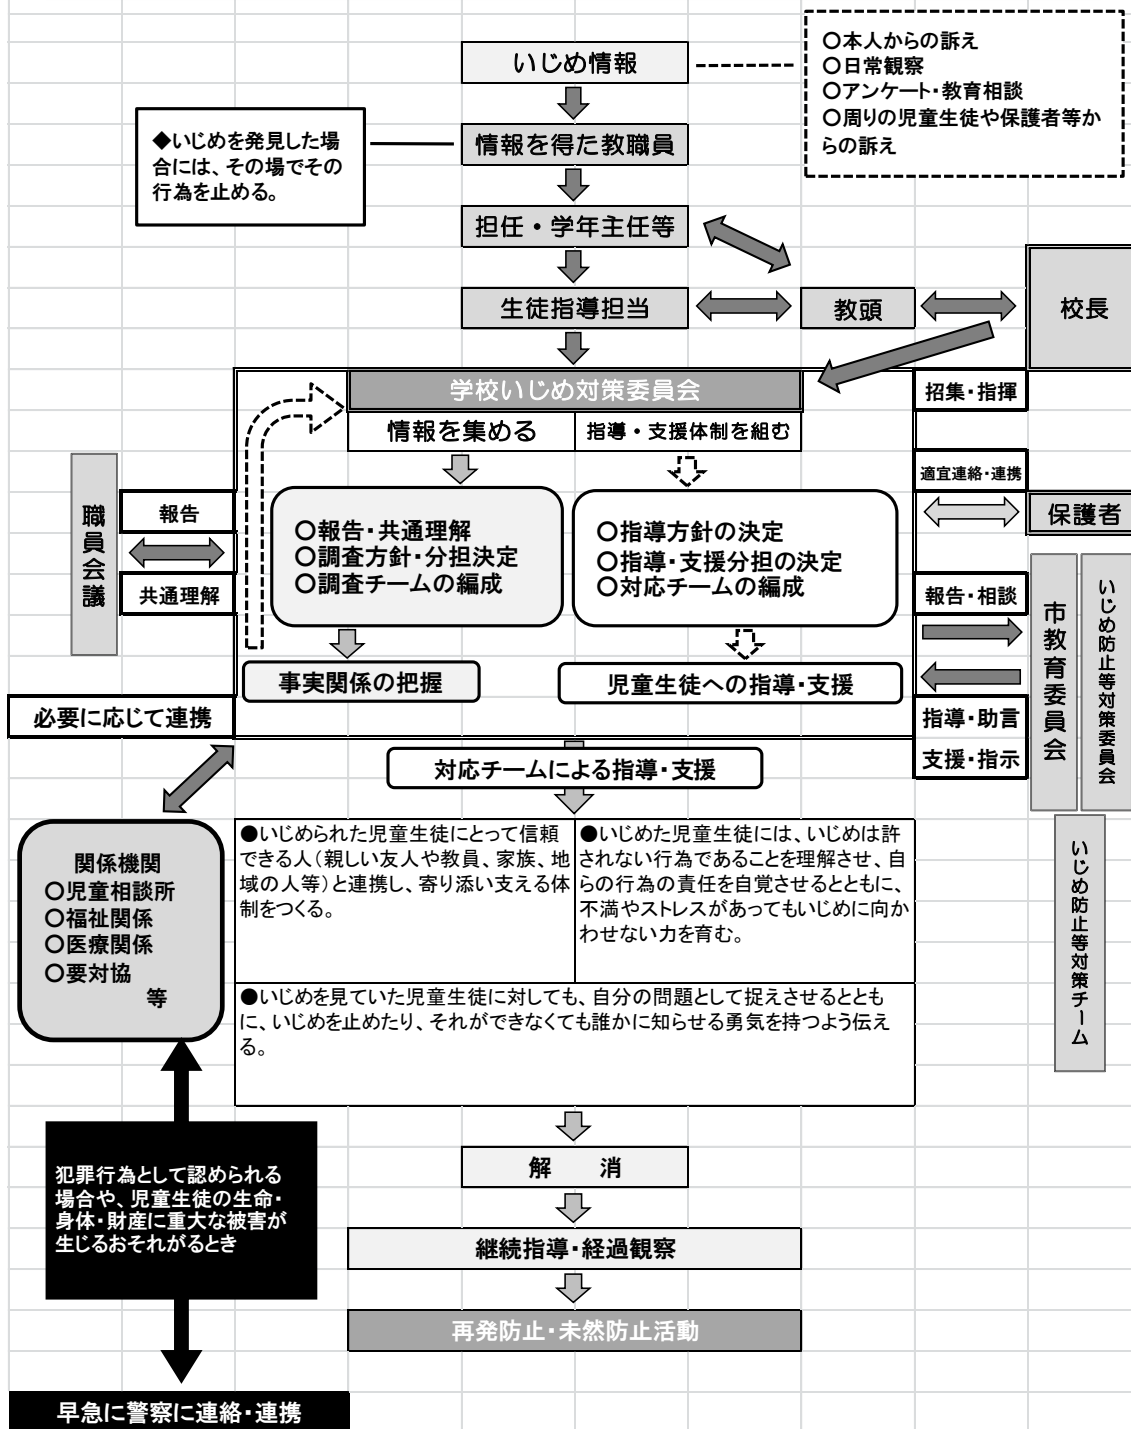 いじめ情報
〇本人からの訴え
〇日常観察
〇アンケート・教育相談
〇周りの児童生徒や保護者等か
らの訴え
◆いじめを発見した場
合には、その場でその
行為を止める。
情報を得た教職員
担任・学年主任等
生徒指導担当
教頭
校長
学校いじめ対策委員会
招集・指揮
情報を集める
指導・支援体制を組む
適宜連絡・連携
保護者
職員会議
報告
共通理解
〇報告・共通理解
〇調査方針・分担決定
〇調査チームの編成
〇指導方針の決定
〇指導・支援分担の決定
〇対応チームの編成
報告・相談
市教育委員会
いじめ防止等対策委員会
事実関係の把握
児童生徒への指導・支援
必要に応じて連携
指導・助言
支援・指示
対応チームによる指導・支援
関係機関
〇児童相談所
〇福祉関係
〇医療関係
〇要対協
等
●いじめられた児童生徒にとって信頼
できる人（親しい友人や教員、家族、地
域の人等）と連携し、寄り添い支える体
制をつくる。
●いじめた児童生徒には、いじめは許
されない行為であることを理解させ、自
らの行為の責任を自覚させるとともに、
不満やストレスがあってもいじめに向か
わせない力を育む。
いじめ防止等対策チーム
●いじめを見ていた児童生徒に対しても、自分の問題として捉えさせるととも
に、いじめを止めたり、それができなくても誰かに知らせる勇気を持つよう伝え
る。
解　消
犯罪行為として認められる
場合や、児童生徒の生命・
身体・財産に重大な被害が
生じるおそれがるとき
継続指導・経過観察
再発防止・未然防止活動
早急に警察に連絡・連携